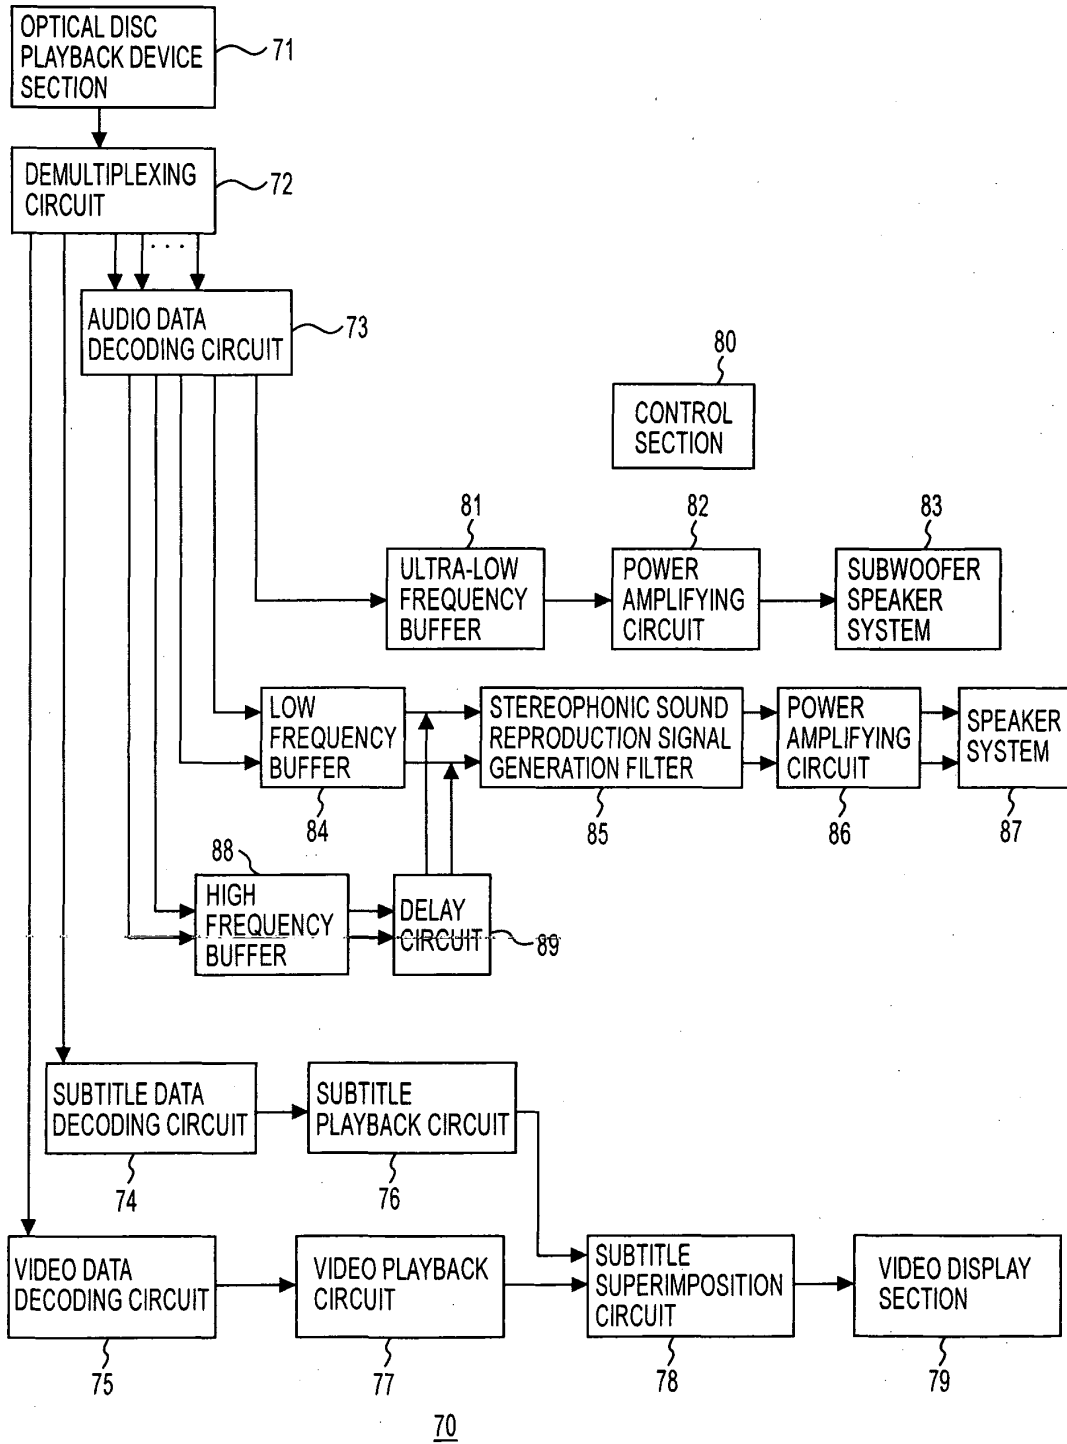 OPTICAL DISC
PLAYBACK DEVICE
SECTION
71
DEMULTIPLEXING
CIRCUIT
72
. . .
AUDIO DATA
DECODING CIRCUIT
73
80
CONTROL
SECTION
81
ULTRA-LOW
FREQUENCY
BUFFER
82
POWER
AMPLIFYING
CIRCUIT
83
SUBWOOFER
SPEAKER
SYSTEM
LOW
FREQUENCY
BUFFER
84
STEREOPHONIC SOUND
REPRODUCTION SIGNAL
GENERATION FILTER
85
POWER
AMPLIFYING
CIRCUIT
86
SPEAKER
SYSTEM
87
88
HIGH
FREQUENCY
BUFFER
DELAY
CIRCUIT
89
SUBTITLE DATA
DECODING CIRCUIT
74
SUBTITLE
PLAYBACK CIRCUIT
76
VIDEO DATA
DECODING CIRCUIT
75
VIDEO PLAYBACK
CIRCUIT
77
SUBTITLE
SUPERIMPOSITION
CIRCUIT
78
VIDEO DISPLAY
SECTION
79
70